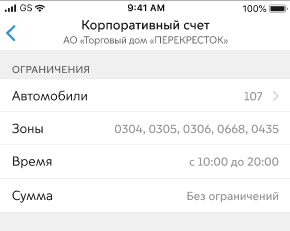 GS 9:41 AM 100%
Корпоративный счет
АО «Торговый дом «ПЕРЕКРЕСТОК»
ОГРАНИЧЕНИЯ
Автомобили 107
Зоны 0304, 0305, 0306, 0668, 0435
Время с 10:00 до 20:00
Сумма Без ограничений